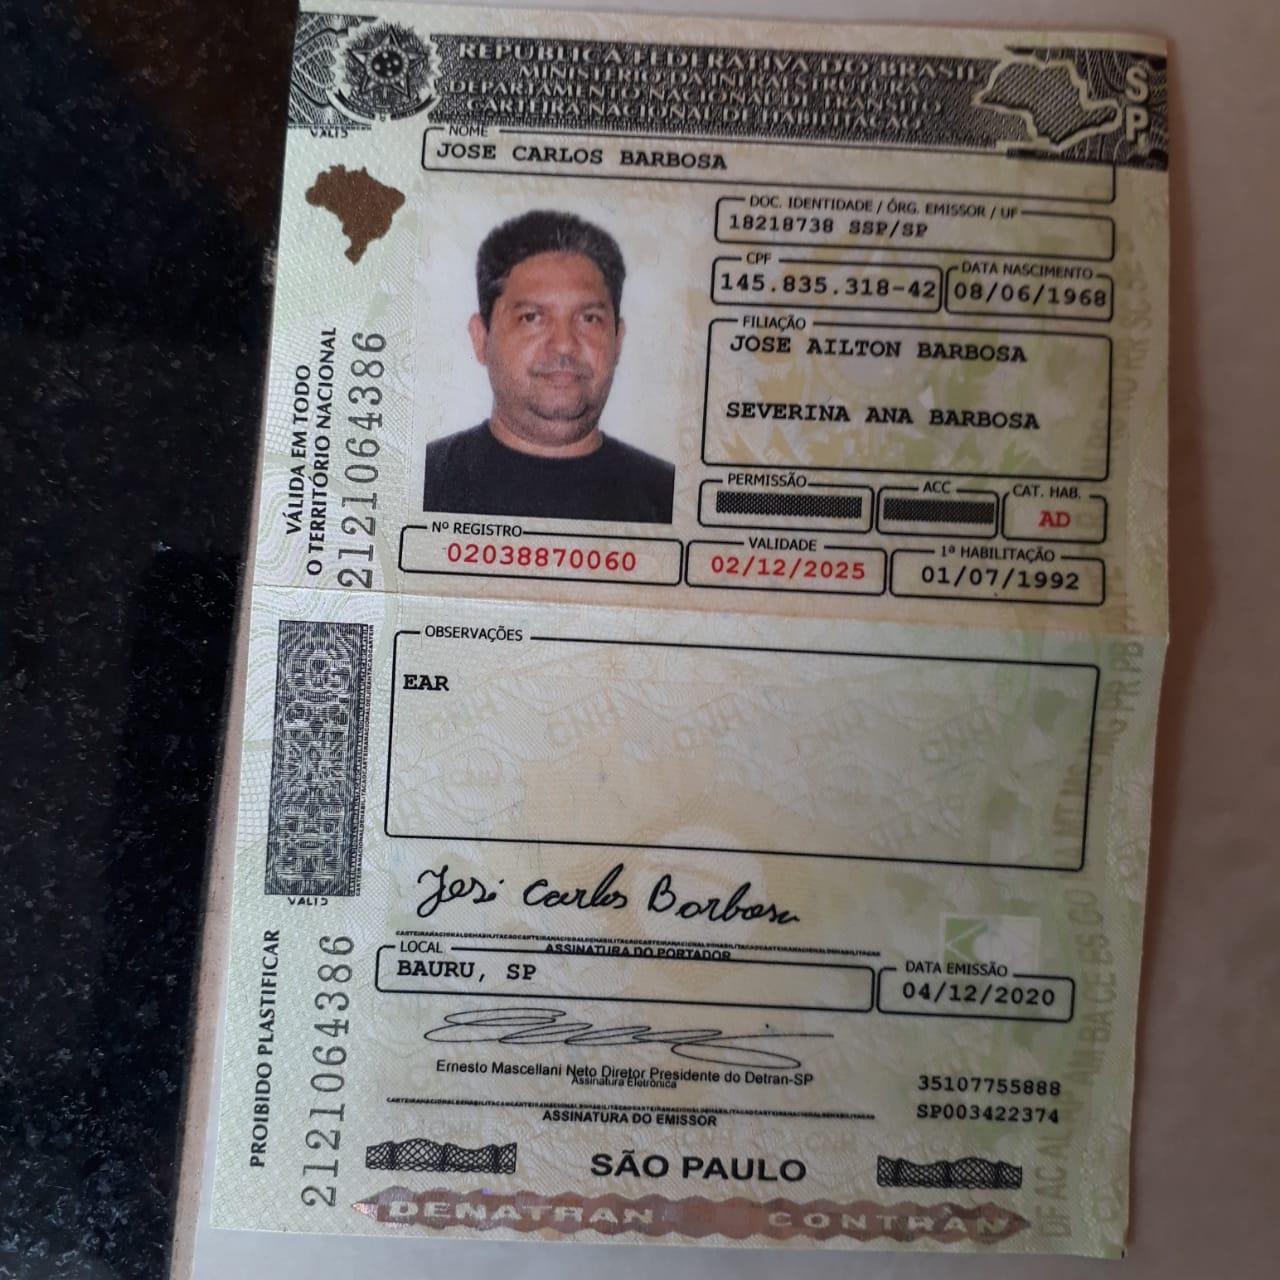 REPÚBLICA FEDERATIVA DO BRASIL
MINISTÉRIO DA INFRAESTRUTURA
DEPARTAMENTO NACIONAL DE TRÂNSITO
CARTEIRA NACIONAL DE HABILITAÇÃO
SP
NOME
JOSE CARLOS BARBOSA
DOC. IDENTIDADE / ÓRG. EMISSOR / UF
18218738 SSP/SP
CPF
145.835.318-42
DATA NASCIMENTO
08/06/1968
FILIAÇÃO
JOSE AILTON BARBOSA
SEVERINA ANA BARBOSA
PERMISSÃO
ACC
CAT. HAB.
AD
Nº REGISTRO
02038870060
VALIDADE
02/12/2025
1ª HABILITAÇÃO
01/07/1992
VÁLIDA EM TODO
O TERRITÓRIO NACIONAL
2121064386
OBSERVAÇÕES
EAR
Jose Carlos Barbosa
ASSINATURA DO PORTADOR
LOCAL
BAURU, SP
DATA EMISSÃO
04/12/2020
Ernesto Mascellani Neto Diretor Presidente do Detran-SP
Assinatura Eletrônica
ASSINATURA DO EMISSOR
35107755888
SP003422374
SÃO PAULO
DENATRAN CONTRAN
PROIBIDO PLASTIFICAR
2121064386